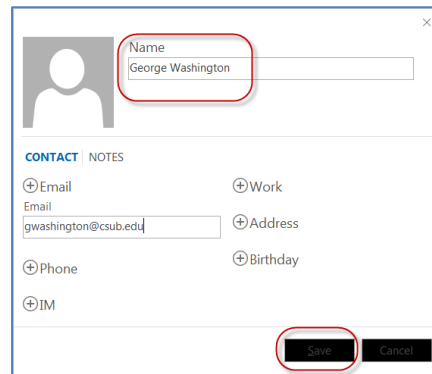 Name
George Washington
CONTACT | NOTES
Email
Email
gwashington@csub.edu
Phone
IM
Work
Address
Birthday
Save Cancel